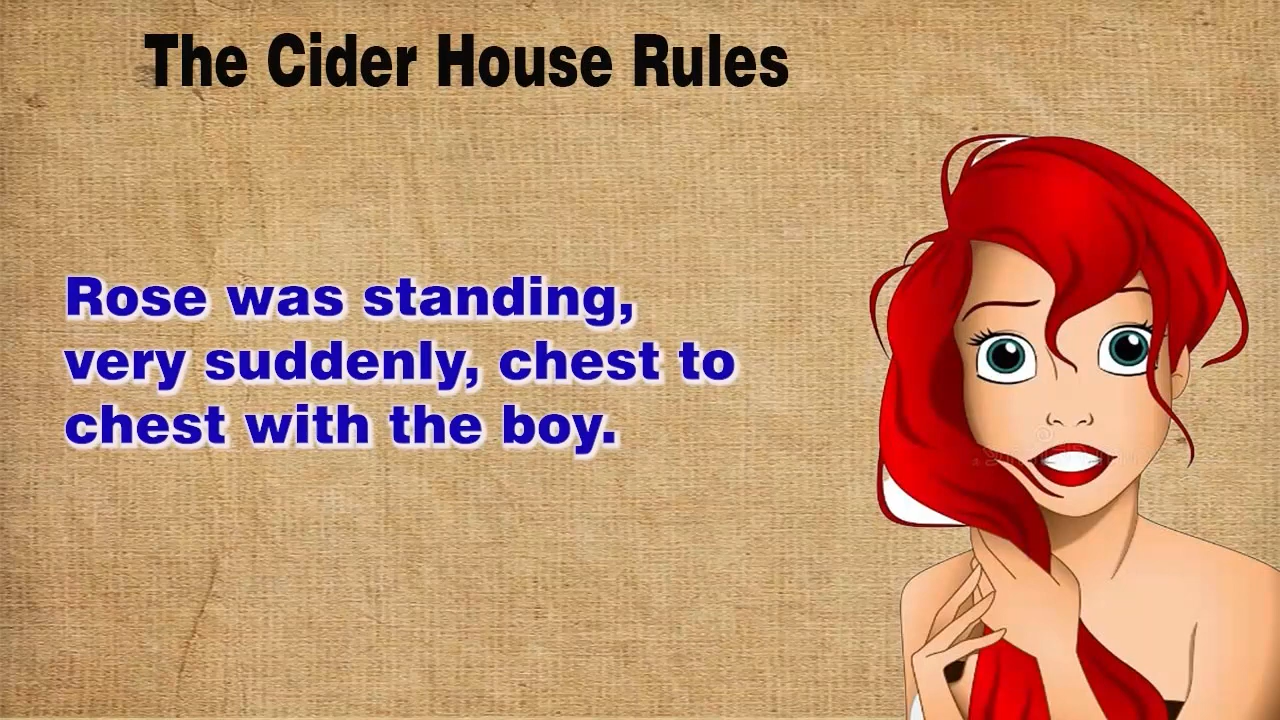 The Cider House Rules
Rose was standing,
very suddenly, chest to
chest with the boy.